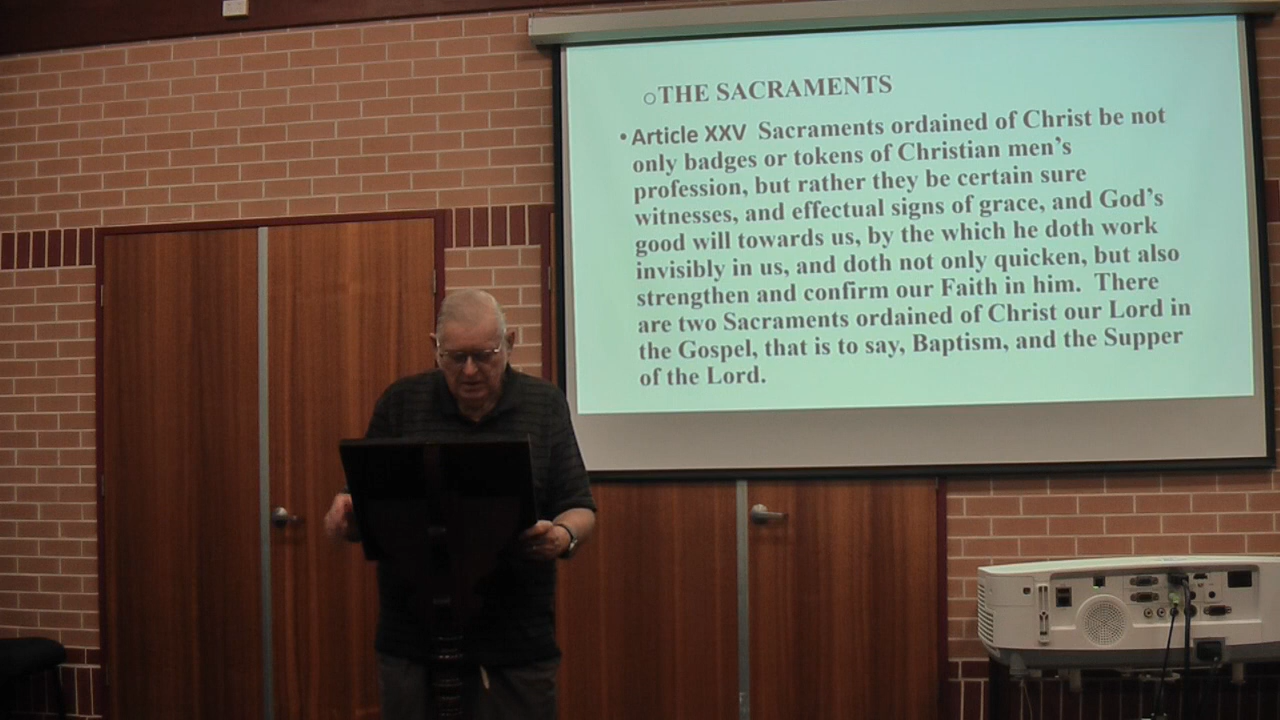 ○THE SACRAMENTS
• Article XXV Sacraments ordained of Christ be not
only badges or tokens of Christian men's
profession, but rather they be certain sure
witnesses, and effectual signs of grace, and God's
good will towards us, by the which he doth work
invisibly in us, and doth not only quicken, but also
strengthen and confirm our Faith in him. There
are two Sacraments ordained of Christ our Lord in
the Gospel, that is to say, Baptism, and the Supper
of the Lord.